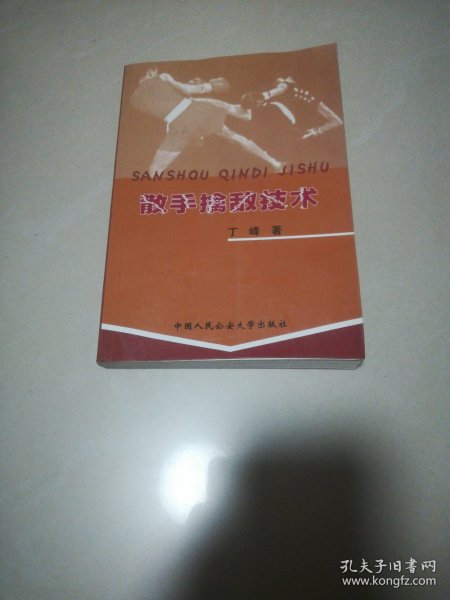 SANSHOU QINDI JISHU
散手擒敌技术
丁峰 著
中国人民公安大学出版社
孔夫子旧书网
www.kongfz.com